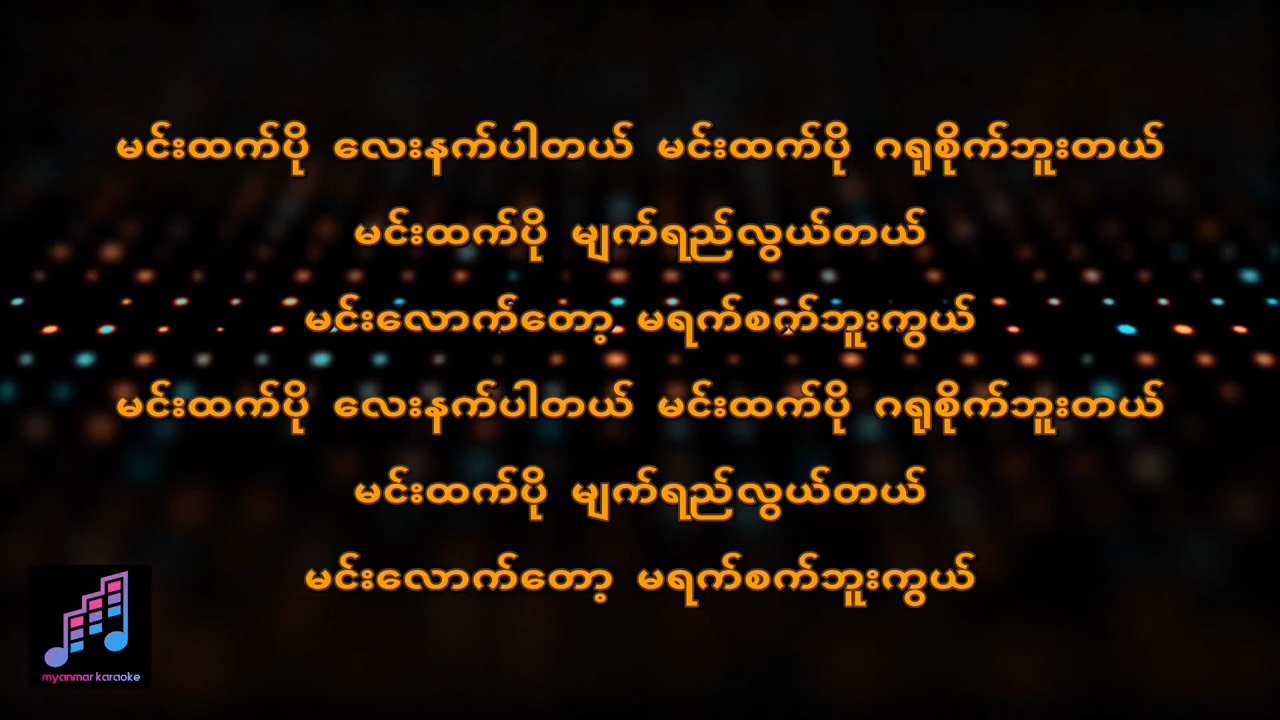 မင်းထက်ပို လေးနက်ပါတယ် မင်းထက်ပို ဂရုစိုက်ဘူးတယ်
မင်းထက်ပို မျက်ရည်လွယ်တယ်
မင်းလောက်တော့ မရက်စက်ဘူးကွယ်
မင်းထက်ပို လေးနက်ပါတယ် မင်းထက်ပို ဂရုစိုက်ဘူးတယ်
မင်းထက်ပို မျက်ရည်လွယ်တယ်
မင်းလောက်တော့ မရက်စက်ဘူးကွယ်
myanmar karaoke